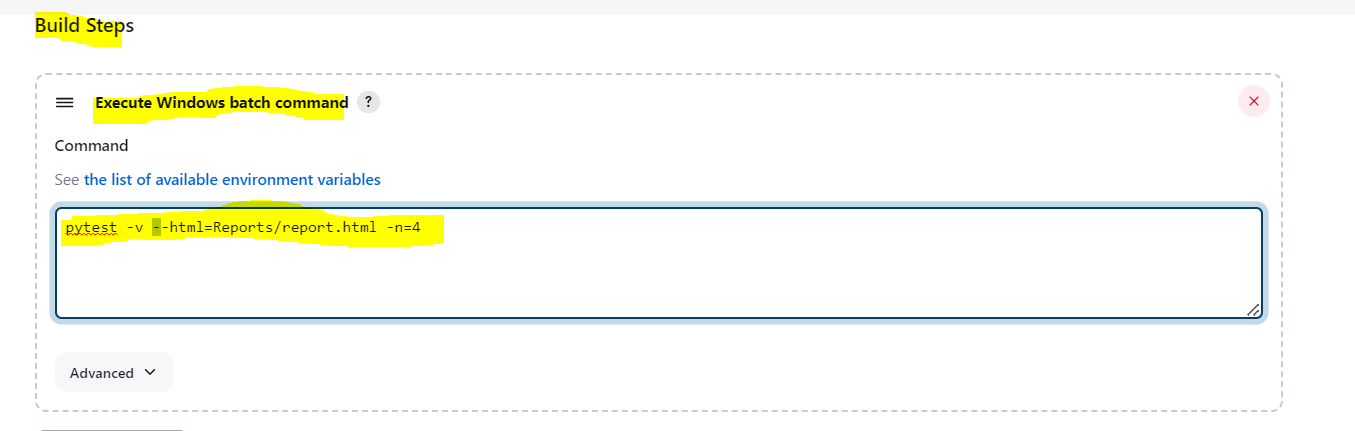 Build Steps
Execute Windows batch command ?
Command
See the list of available environment variables
pytest -v --html=Reports/report.html -n=4
Advanced